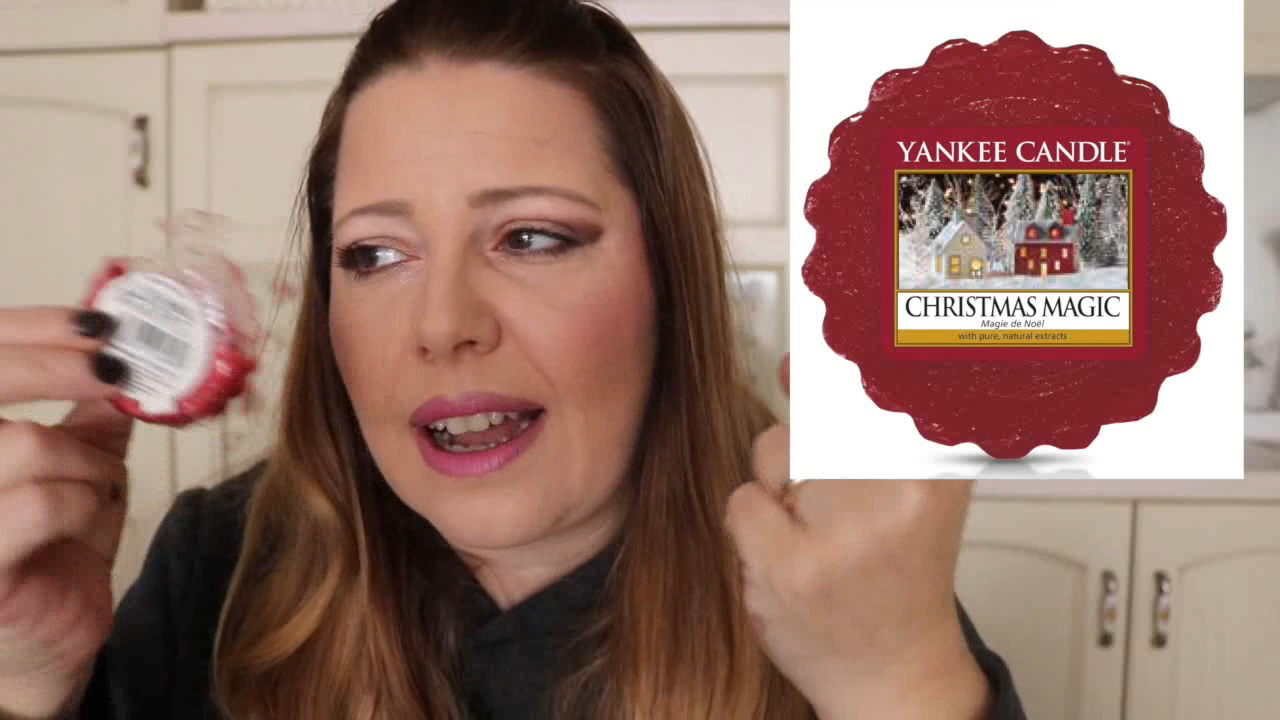 YANKEE CANDLE®
CHRISTMAS MAGIC
Magie de Noël
with pure, natural extracts